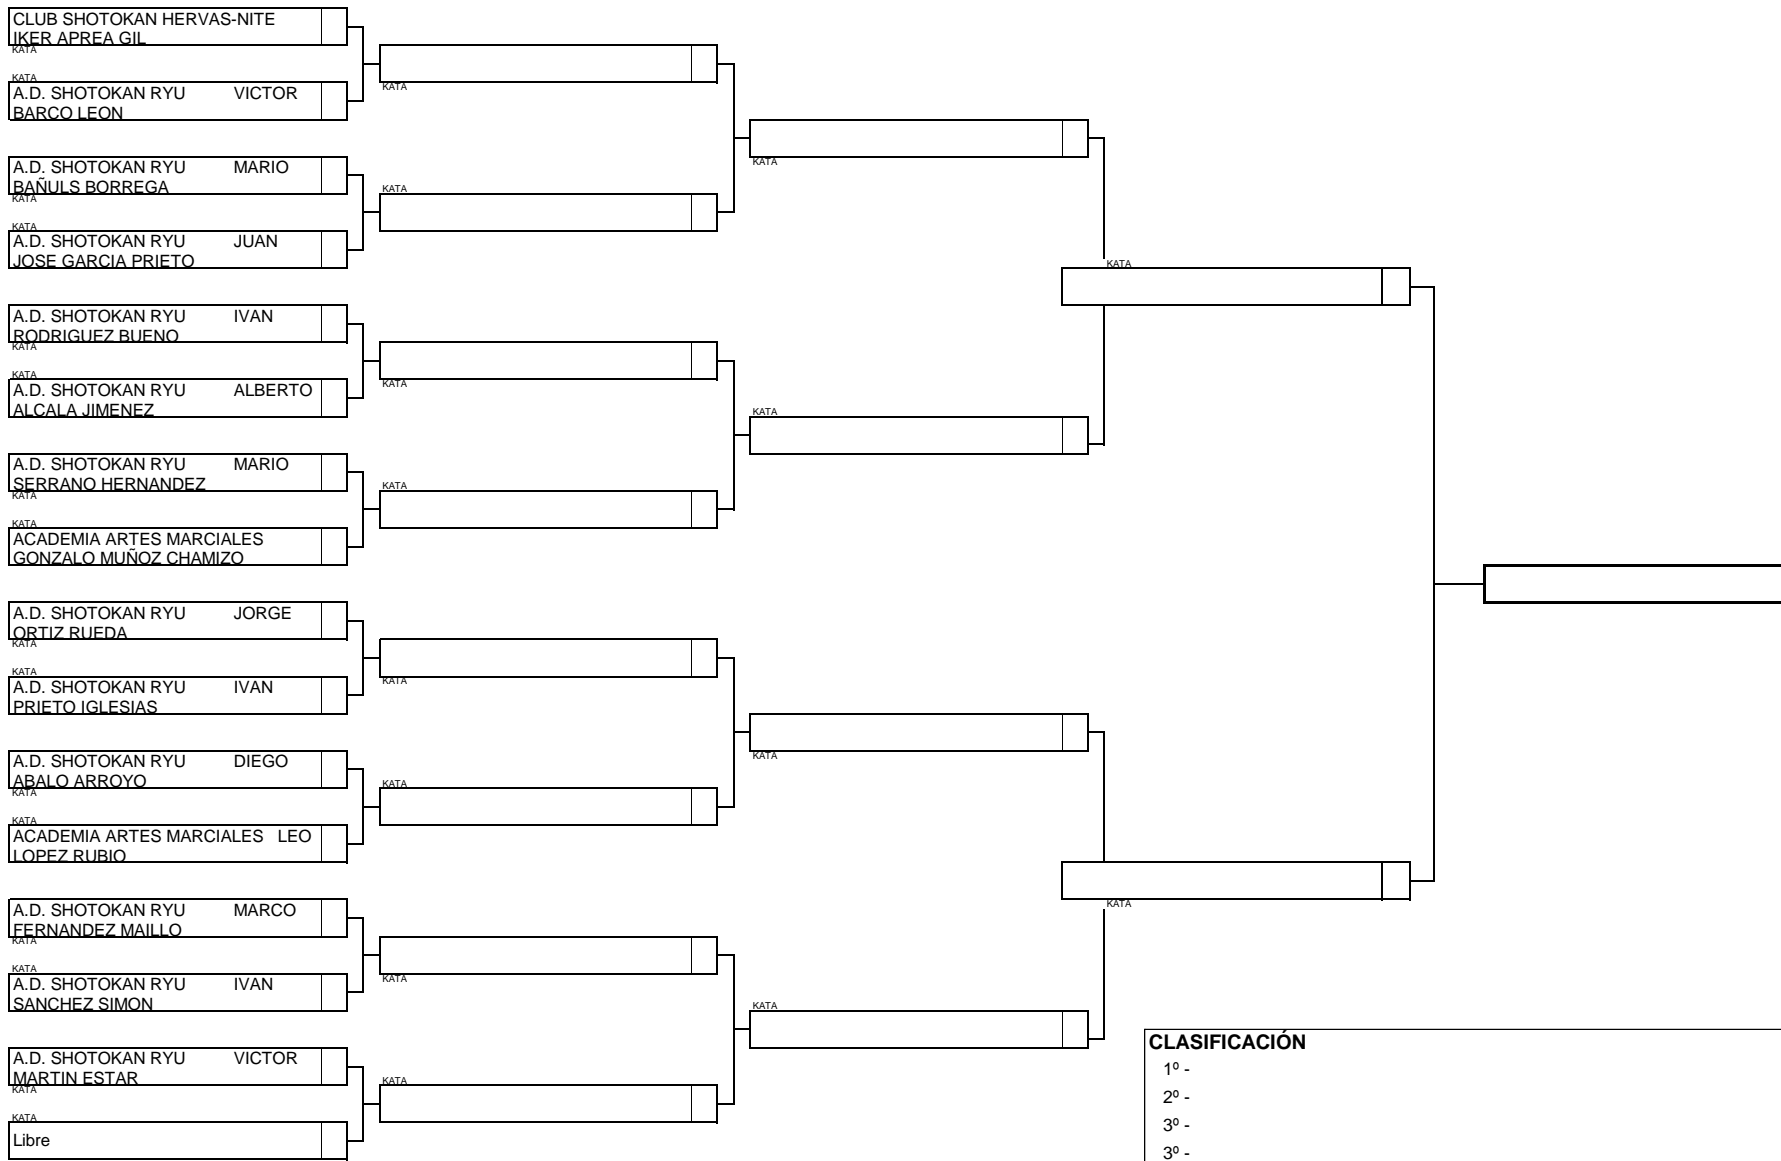 CLUB SHOTOKAN HERVAS-NITE
IKER APREA GIL
KATA
KATA
A.D. SHOTOKAN RYU VICTOR
BARCO LEON
A.D. SHOTOKAN RYU MARIO
BAÑULS BORREGA
KATA
KATA
A.D. SHOTOKAN RYU JUAN
JOSE GARCIA PRIETO
A.D. SHOTOKAN RYU IVAN
RODRIGUEZ BUENO
KATA
KATA
A.D. SHOTOKAN RYU ALBERTO
ALCALA JIMENEZ
A.D. SHOTOKAN RYU MARIO
SERRANO HERNANDEZ
KATA
KATA
ACADEMIA ARTES MARCIALES
GONZALO MUÑOZ CHAMIZO
A.D. SHOTOKAN RYU JORGE
ORTIZ RUEDA
KATA
KATA
A.D. SHOTOKAN RYU IVAN
PRIETO IGLESIAS
A.D. SHOTOKAN RYU DIEGO
ABALO ARROYO
KATA
KATA
ACADEMIA ARTES MARCIALES LEO
LOPEZ RUBIO
A.D. SHOTOKAN RYU MARCO
FERNANDEZ MAILLO
KATA
KATA
A.D. SHOTOKAN RYU IVAN
SANCHEZ SIMON
A.D. SHOTOKAN RYU VICTOR
MARTIN ESTAR
KATA
KATA
Libre
KATA
KATA
KATA
KATA
KATA
KATA
KATA
KATA
KATA
KATA
KATA
KATA
KATA
KATA
CLASIFICACIÓN
1º -
2º -
3º -
3º -